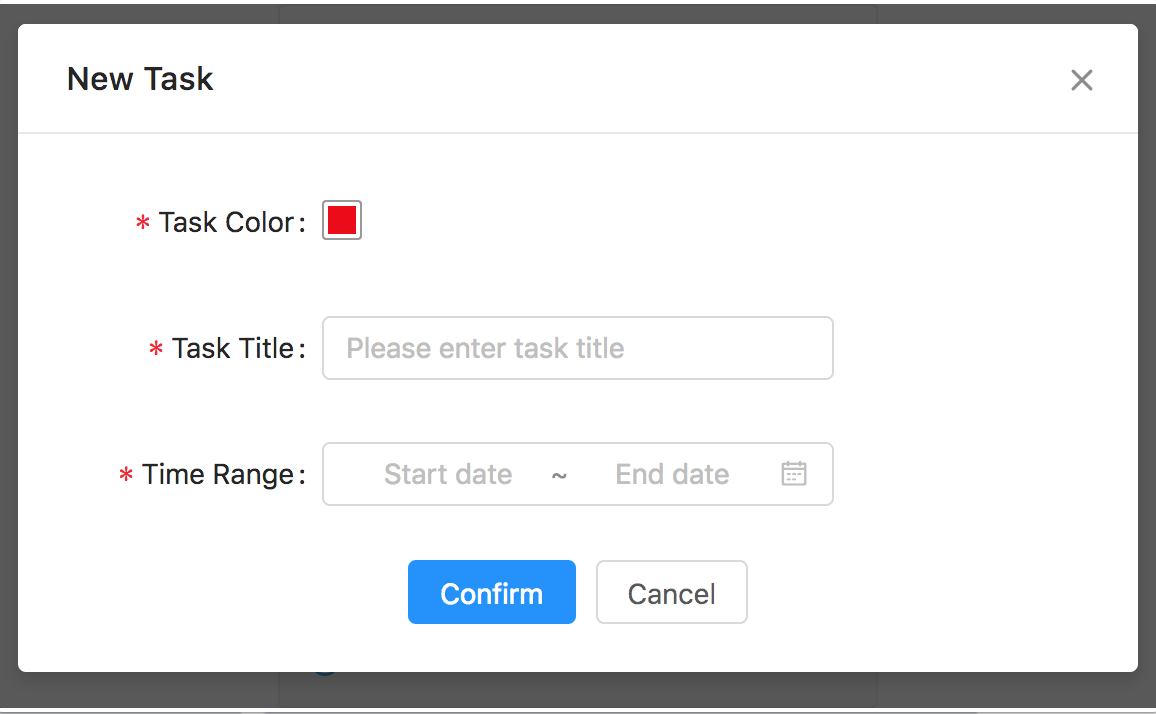 New Task
* Task Color:
* Task Title: Please enter task title
* Time Range: Start date ~ End date
Confirm Cancel